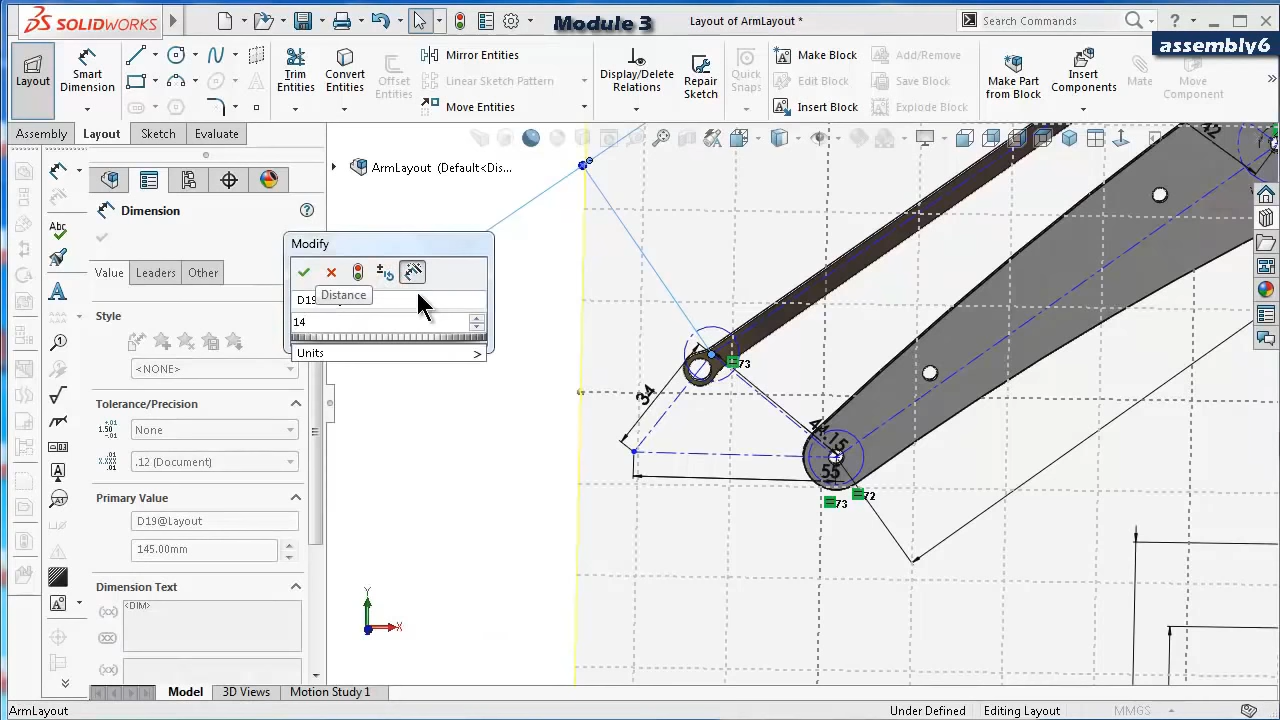 SOLIDWORKS
Module 3
Layout of ArmLayout *
Search Commands
assembly6
Layout
Smart Dimension
Trim Entities
Convert Entities
Offset Entities
Mirror Entities
Linear Sketch Pattern
Move Entities
Display/Delete Relations
Repair Sketch
Quick Snaps
Make Block
Edit Block
Insert Block
Add/Remove
Save Block
Explode Block
Make Part from Block
Insert Components
Mate
Move Component
Assembly
Layout
Sketch
Evaluate
ArmLayout (Default<Dis...
Dimension
Value
Leaders
Other
Style
<NONE>
Tolerance/Precision
None
.12 (Document)
Primary Value
D19@Layout
145.00mm
Dimension Text
<DIM>
Modify
D19
Distance
14
Units
34
73
44.15
55
73
72
Y
X
Model
3D Views
Motion Study 1
ArmLayout
Under Defined
Editing Layout
MMGS